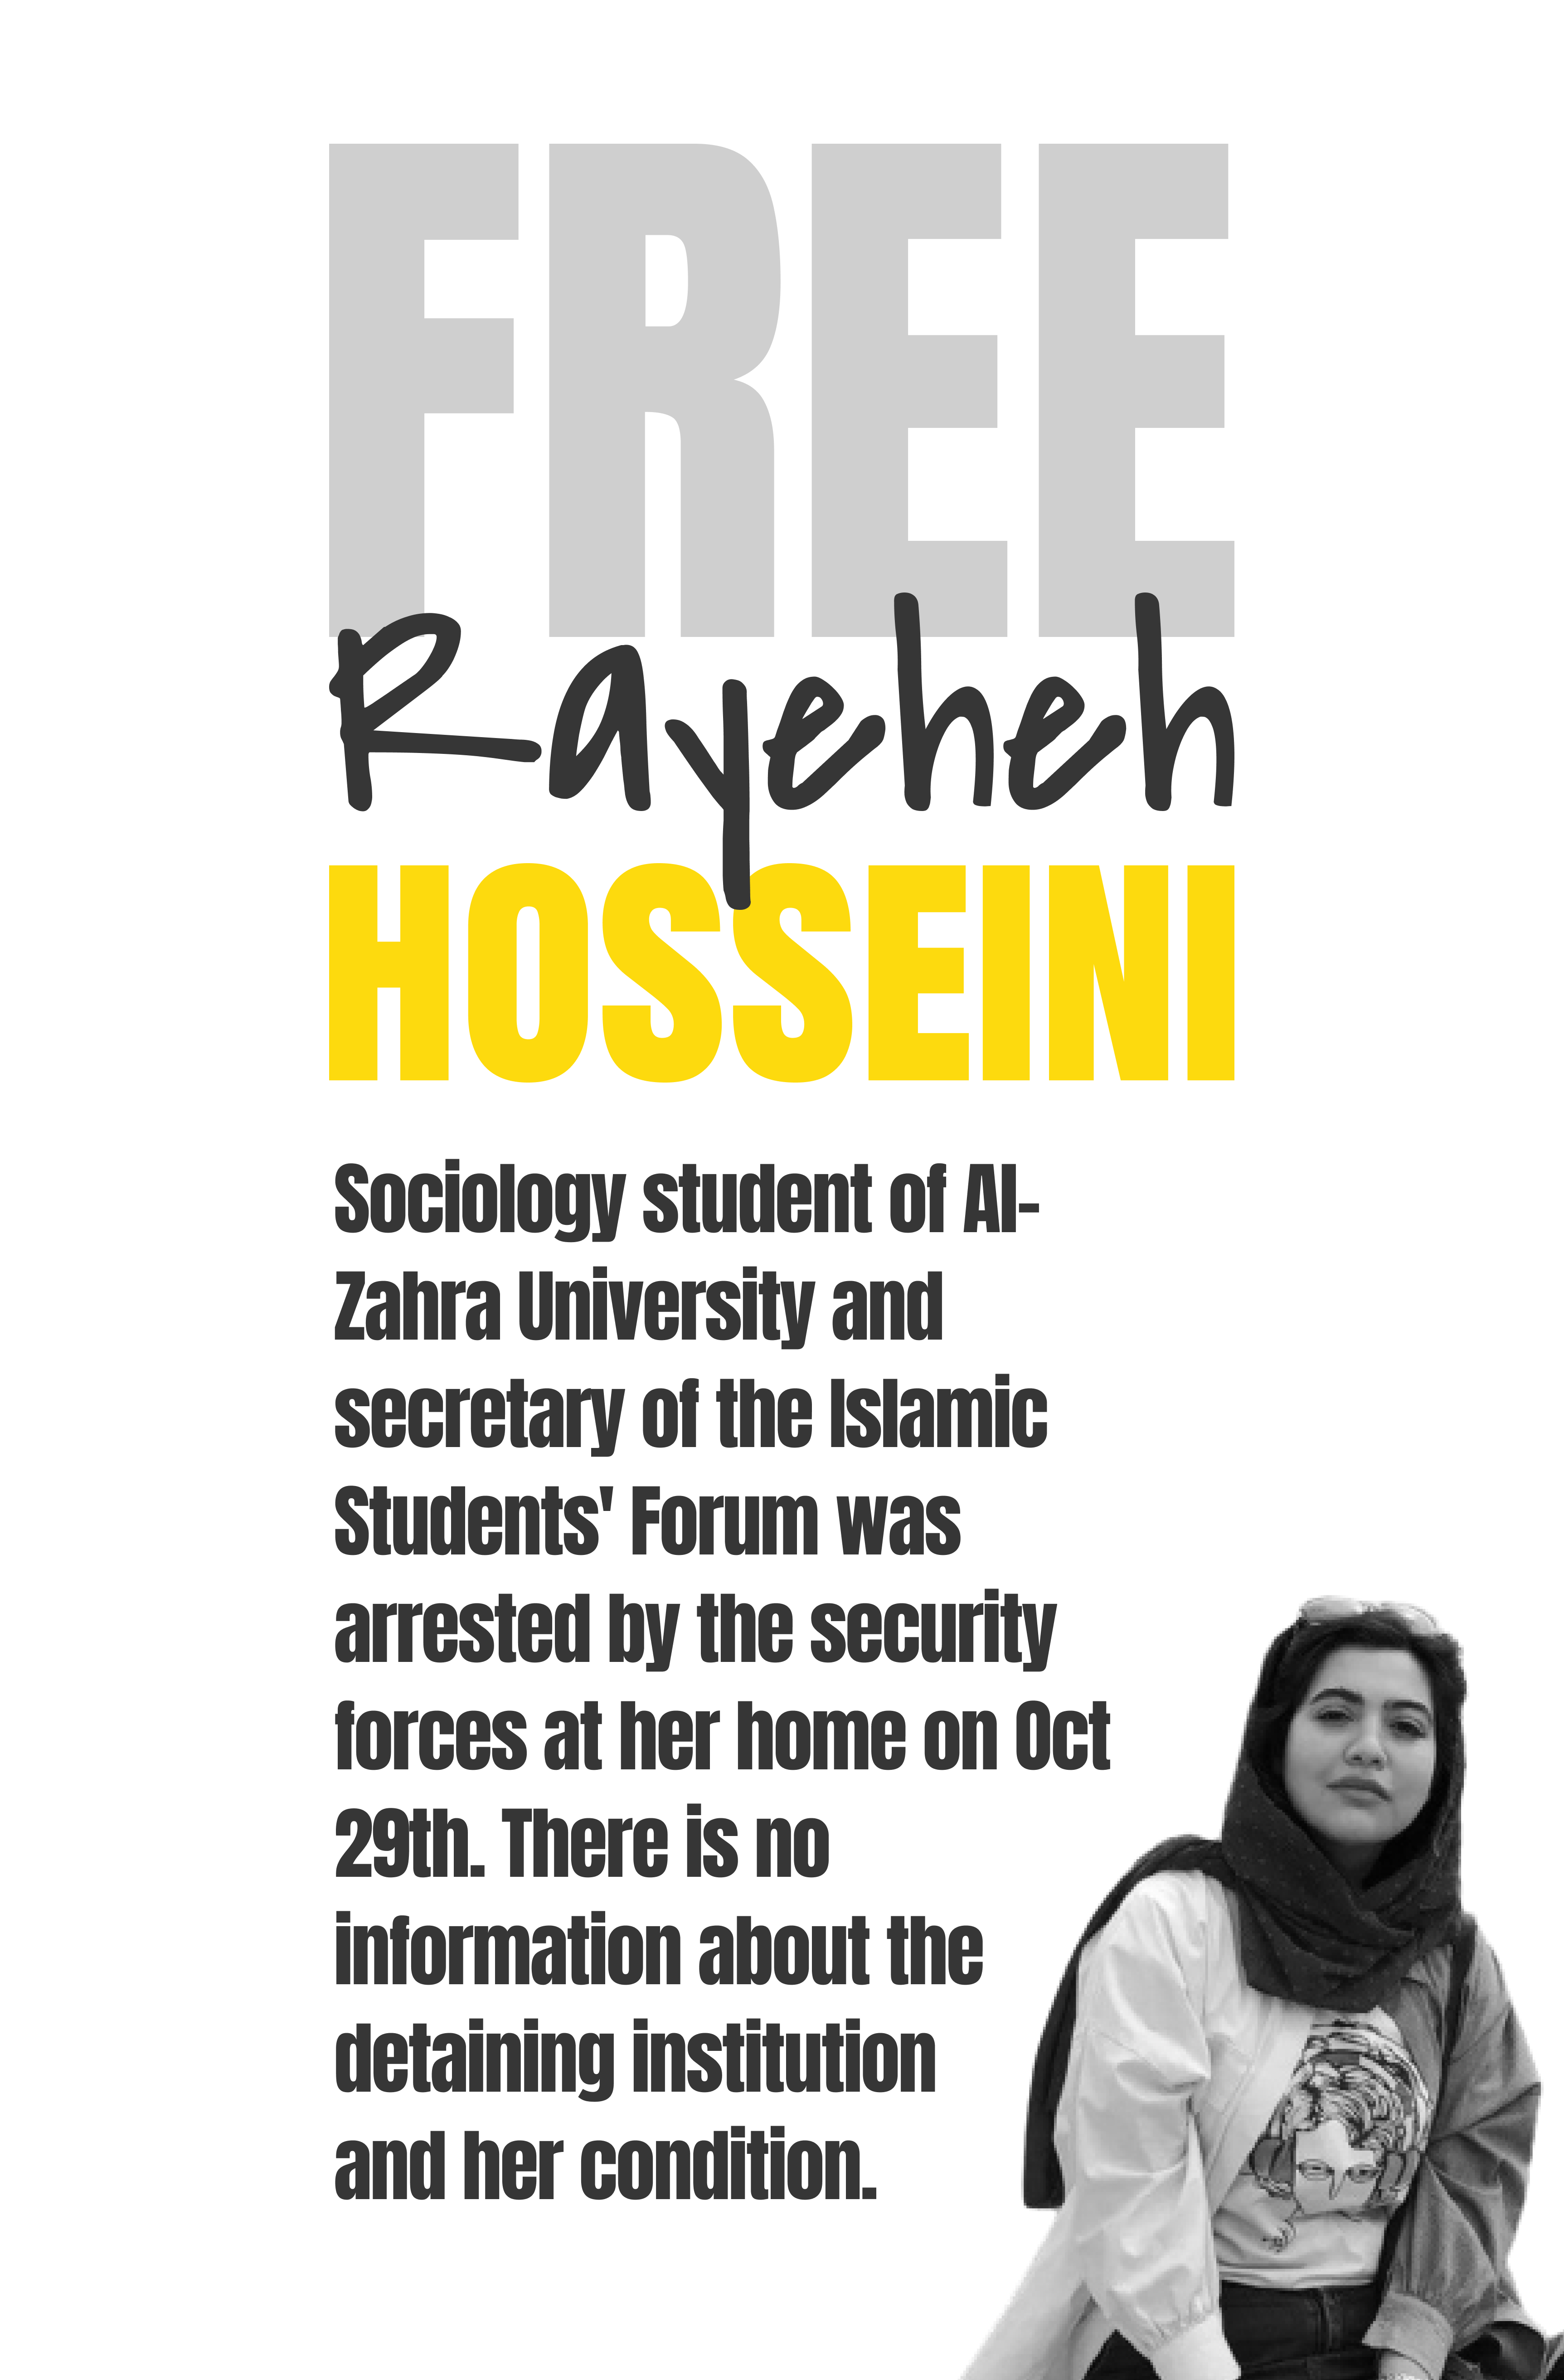 FREE
Rayeheh
HOSSEINI
Sociology student of Al-
Zahra University and
secretary of the Islamic
Students' Forum was
arrested by the security
forces at her home on Oct
29th. There is no
information about the
detaining institution
and her condition.